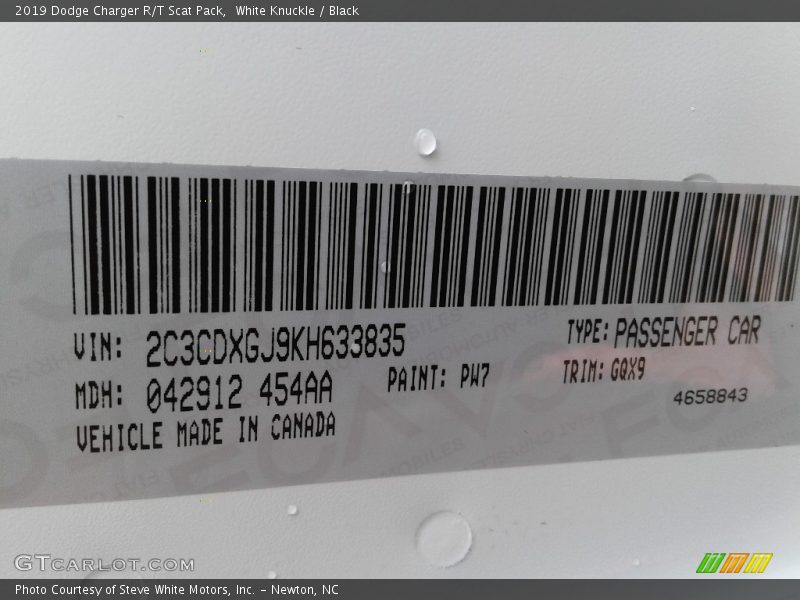 2019 Dodge Charger R/T Scat Pack,  White Knuckle / Black
VIN: 2C3CDXGJ9KH633835
TYPE: PASSENGER CAR
MDH: 042912 454AA
PAINT: PW7
TRIM: GQX9
4658843
VEHICLE MADE IN CANADA
GTCARLOT.COM
Photo Courtesy of Steve White Motors, Inc. – Newton, NC